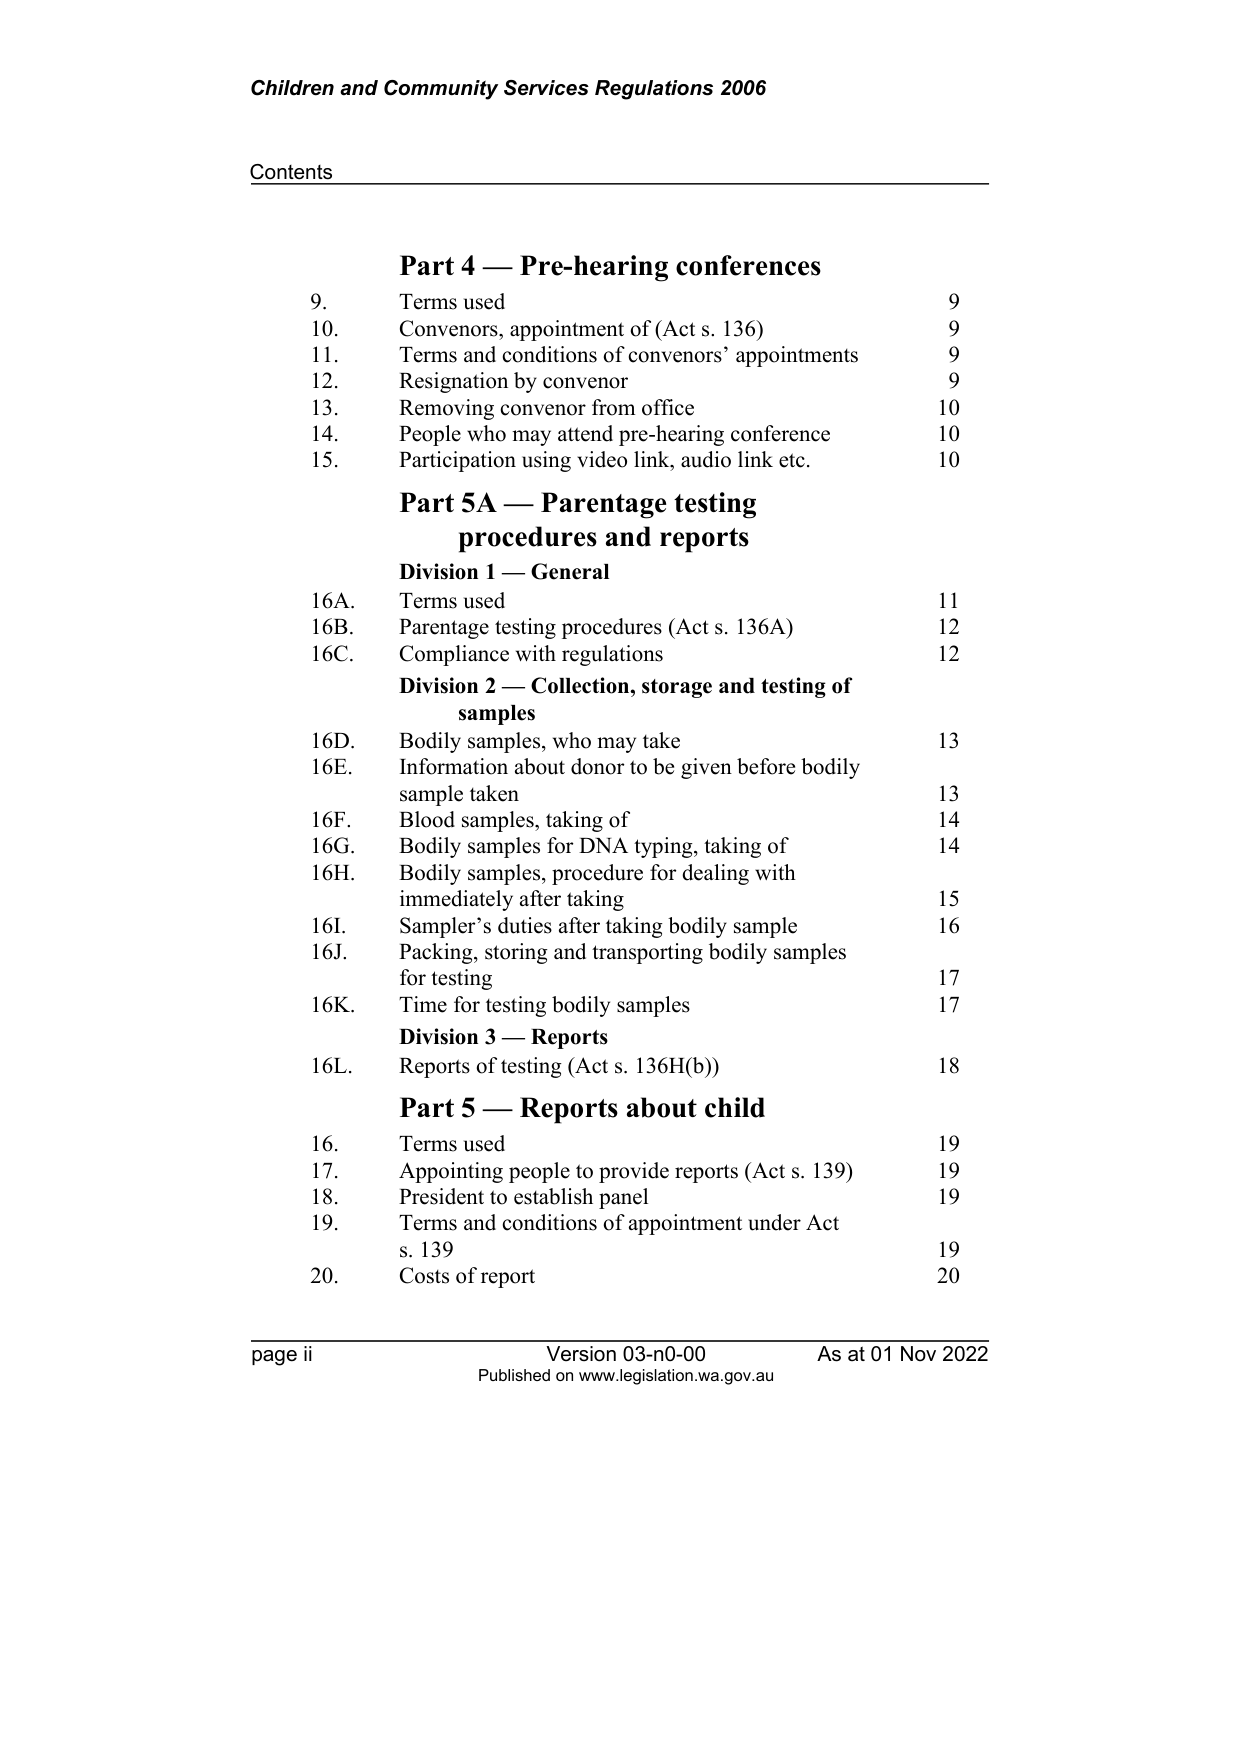 Children and Community Services Regulations 2006
Contents
Part 4 — Pre-hearing conferences
9. Terms used 9
10. Convenors, appointment of (Act s. 136) 9
11. Terms and conditions of convenors’ appointments 9
12. Resignation by convenor 9
13. Removing convenor from office 10
14. People who may attend pre-hearing conference 10
15. Participation using video link, audio link etc. 10
Part 5A — Parentage testing
procedures and reports
Division 1 — General
16A. Terms used 11
16B. Parentage testing procedures (Act s. 136A) 12
16C. Compliance with regulations 12
Division 2 — Collection, storage and testing of
samples
16D. Bodily samples, who may take 13
16E. Information about donor to be given before bodily
sample taken 13
16F. Blood samples, taking of 14
16G. Bodily samples for DNA typing, taking of 14
16H. Bodily samples, procedure for dealing with
immediately after taking 15
16I. Sampler’s duties after taking bodily sample 16
16J. Packing, storing and transporting bodily samples
for testing 17
16K. Time for testing bodily samples 17
Division 3 — Reports
16L. Reports of testing (Act s. 136H(b)) 18
Part 5 — Reports about child
16. Terms used 19
17. Appointing people to provide reports (Act s. 139) 19
18. President to establish panel 19
19. Terms and conditions of appointment under Act
s. 139 19
20. Costs of report 20
page ii Version 03-n0-00 As at 01 Nov 2022
Published on www.legislation.wa.gov.au